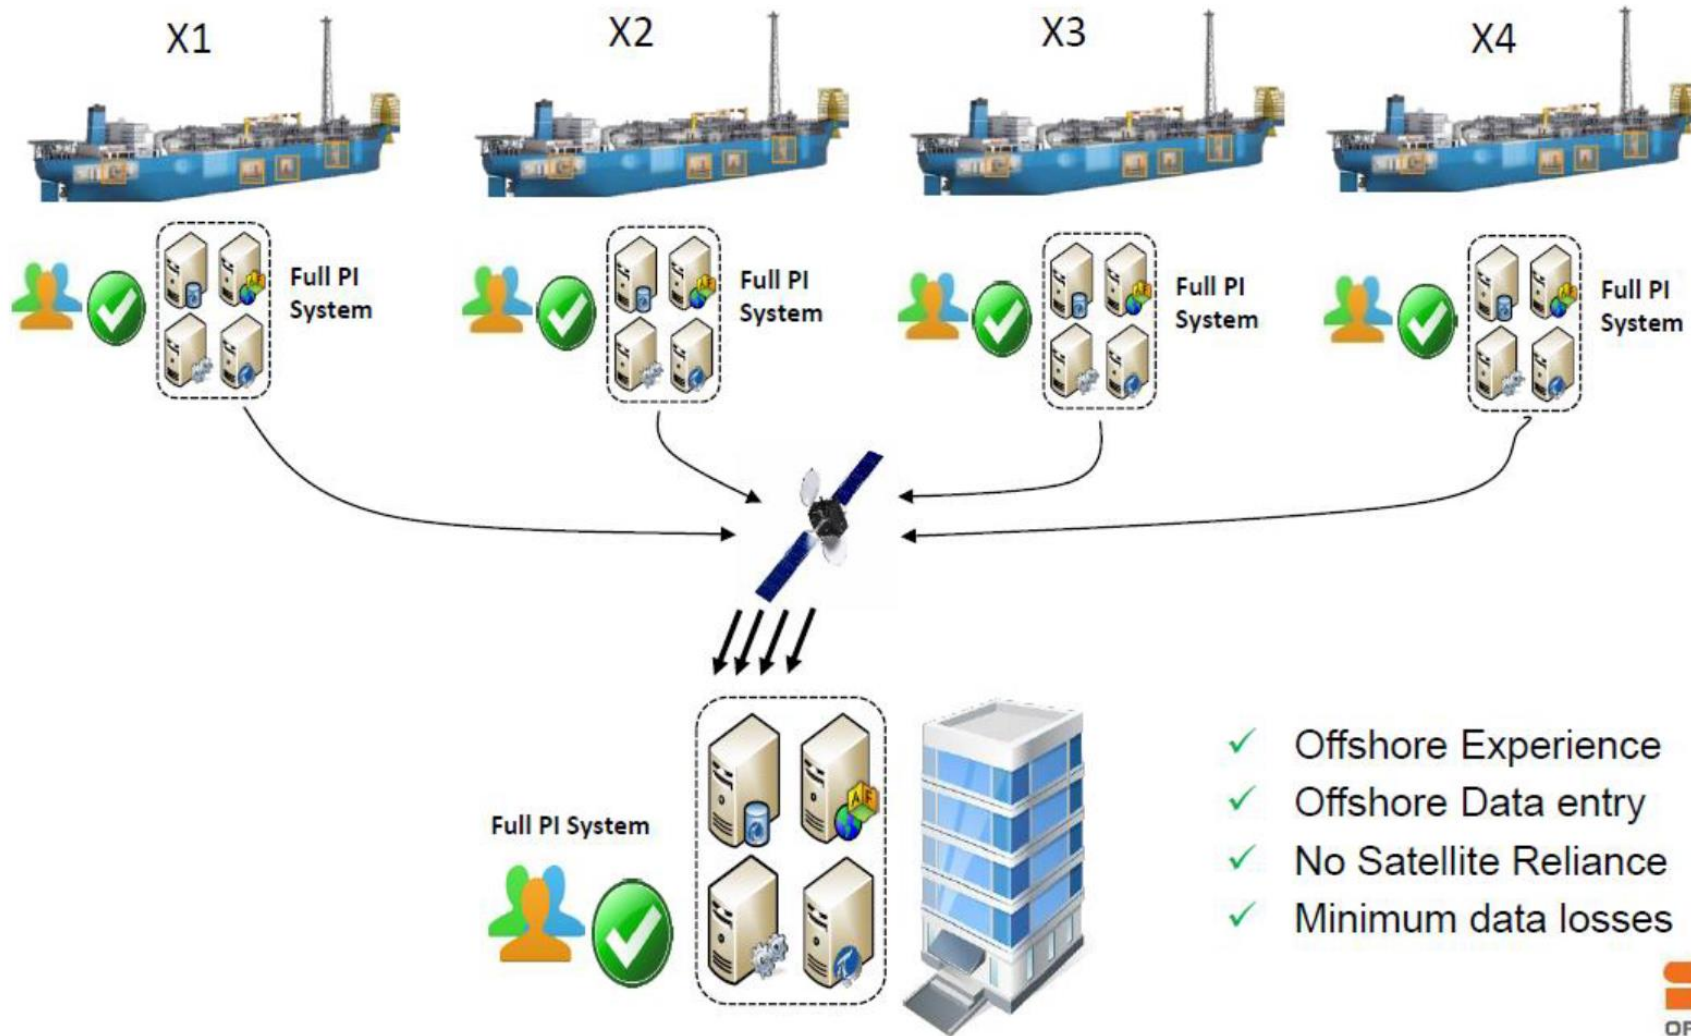 X1
X2
X3
X4
Full PI
System
Full PI
System
Full PI
System
Full PI
System
Full PI System
A F
✓ Offshore Experience
✓ Offshore Data entry
✓ No Satellite Reliance
✓ Minimum data losses